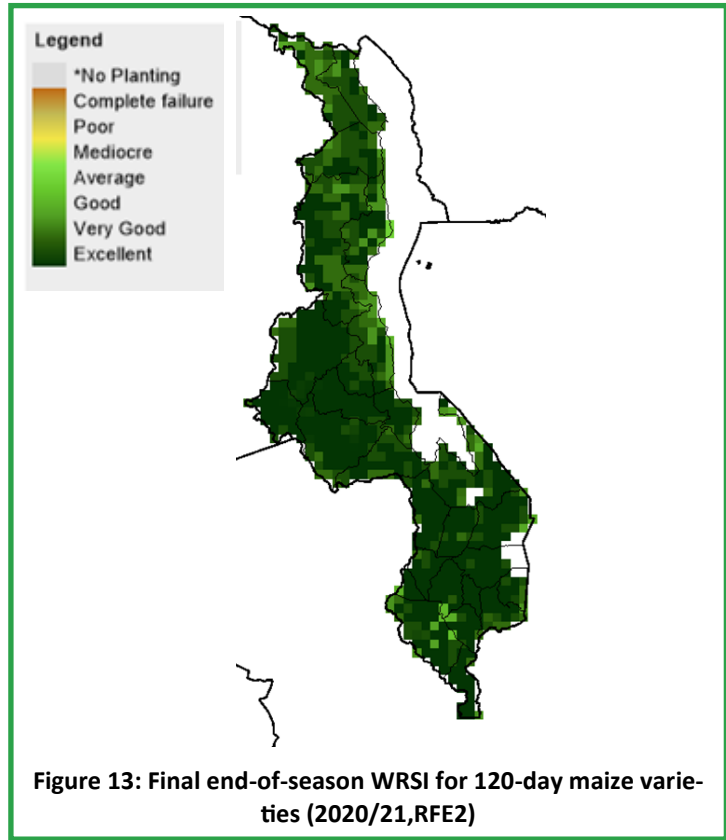 Legend
*No Planting
Complete failure
Poor
Mediocre
Average
Good
Very Good
Excellent
Figure 13: Final end-of-season WRSI for 120-day maize varie-
ties (2020/21,RFE2)